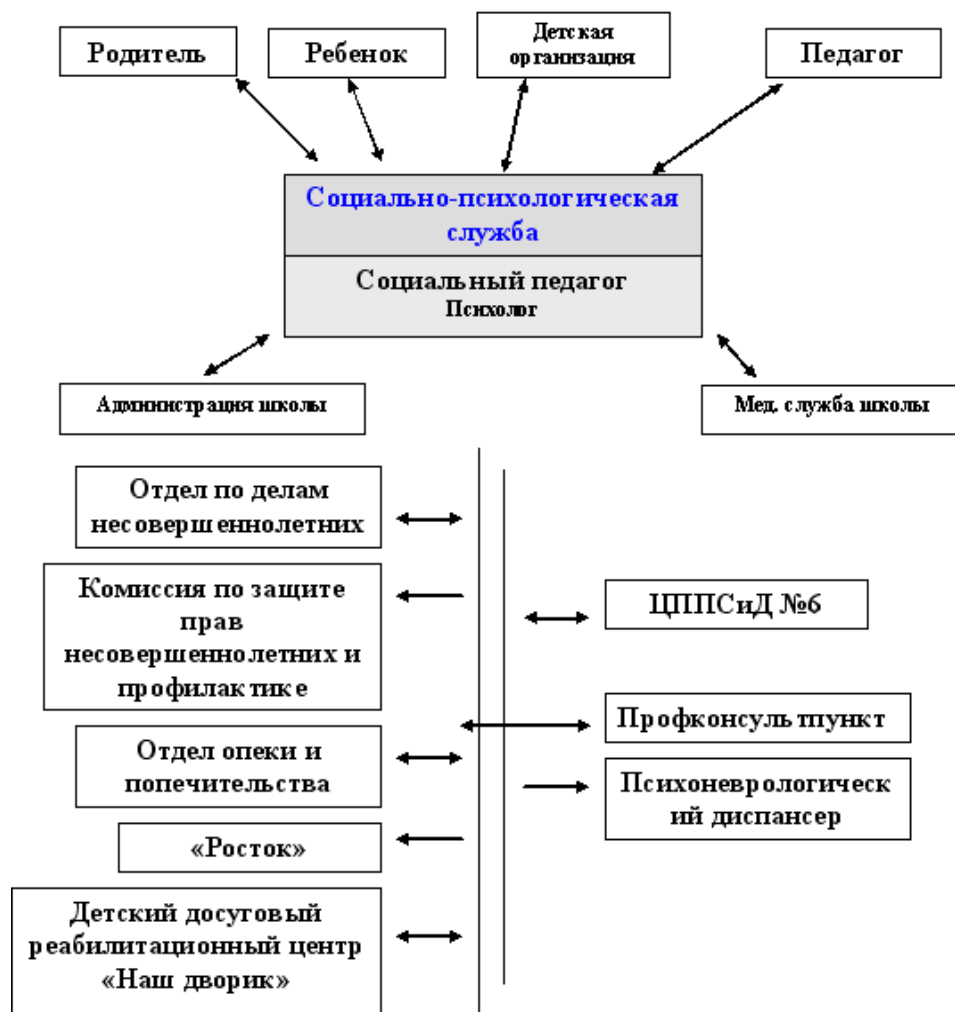 Родитель
Ребенок
Детская
организация
Педагог
Социально-психологическая
служба
Социальный педагог
Психолог
Администрация школы
Мед. служба школы
Отдел по делам
несовершеннолетних
Комиссия по защите
прав
несовершеннолетних и
профилактике
Отдел опеки и
попечительства
«Росток»
Детский досуговый
реабилитационный центр
«Наш дворик»
ЦППСиД №6
Профконсультпункт
Психоневрологическ
ий диспансер